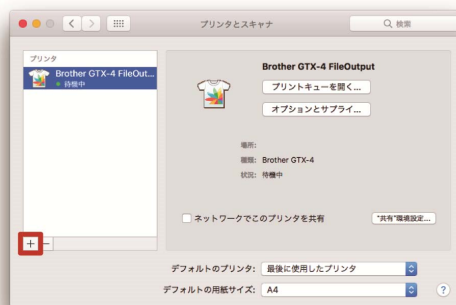 プリンタとスキャナ
検索
プリンタ
Brother GTX-4 FileOut...
待機中
+ −
Brother GTX-4 FileOutput
プリントキューを開く...
オプションとサプライ...
場所:
種類: Brother GTX-4
状況: 待機中
ネットワークでこのプリンタを共有
"共有"環境設定...
デフォルトのプリンタ: 最後に使用したプリンタ
デフォルトの用紙サイズ: A4
?